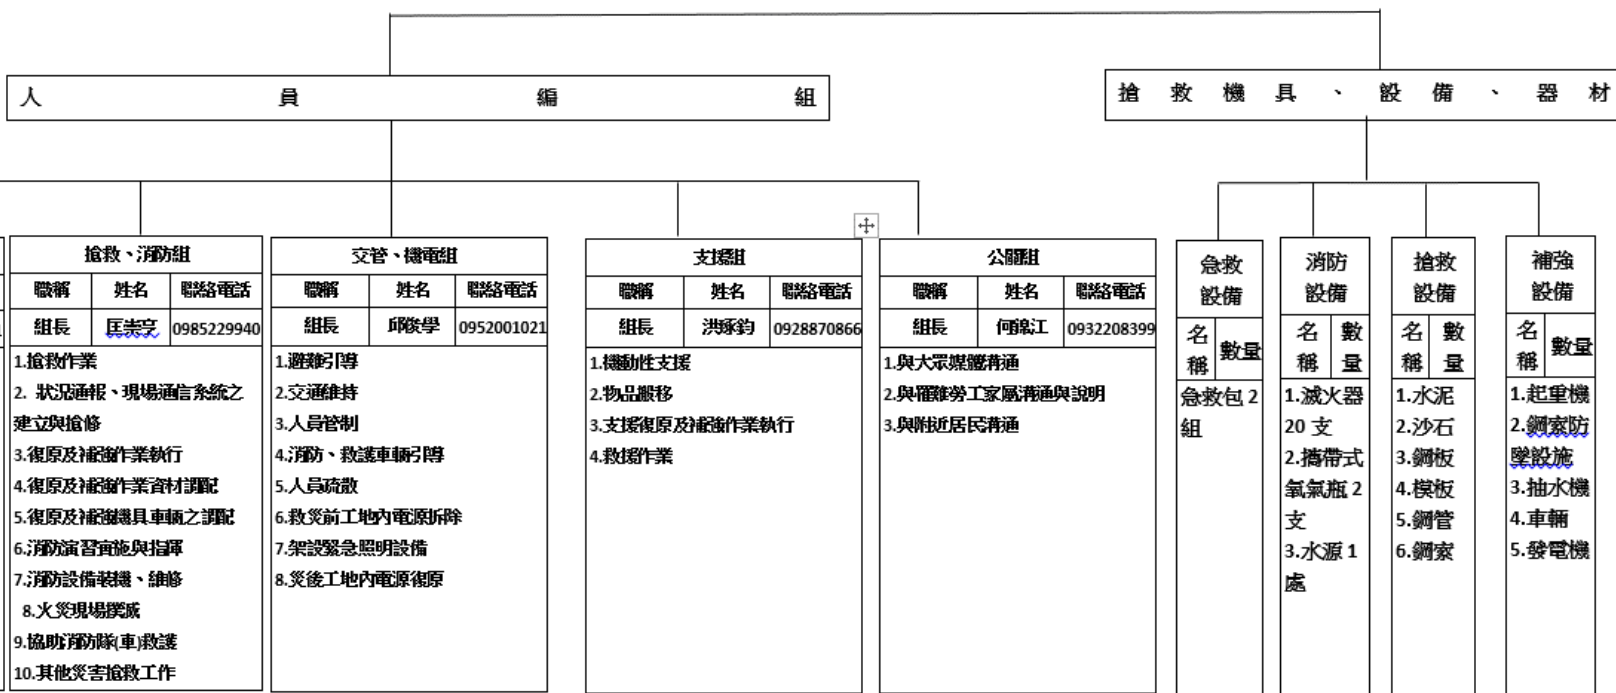 人員編組
搶救機具、設備、器材
搶救、消防組
職稱 姓名 聯絡電話
組長 匡崇亨 0985229940
1.搶救作業
2. 狀況通報、現場通信系統之
建立與搶修
3.復原及補強作業執行
4.復原及補強作業資材調配
5.復原及補強機具車輛之調配
6.消防演習實施與指揮
7.消防設備裝機、維修
8.火災現場撲滅
9.協助消防隊(車)救護
10.其他災害搶救工作
交管、機電組
職稱 姓名 聯絡電話
組長 邱俊學 0952001021
1.避難引導
2.交通維持
3.人員管制
4.消防、救護車輛引導
5.人員疏散
6.救災前工地內電源拆除
7.架設緊急照明設備
8.災後工地內電源復原
支援組
職稱 姓名 聯絡電話
組長 洪琢鈞 0928870866
1.機動性支援
2.物品搬移
3.支援復原及補強作業執行
4.救援作業
公關組
職稱 姓名 聯絡電話
組長 何錦江 0932208399
1.與大眾媒體溝通
2.與罹難勞工家屬溝通與說明
3.與附近居民溝通
急救
設備
名稱 數量
急救包 2
組
消防
設備
名稱 數量
1.滅火器
20 支
2.攜帶式
氧氣瓶 2
支
3.水源 1
處
搶救
設備
名稱 數量
1.水泥
2.沙石
3.鋼板
4.模板
5.鋼管
6.鋼索
補強
設備
名稱 數量
1.起重機
2.鋼索防
墜設施
3.抽水機
4.車輛
5.發電機